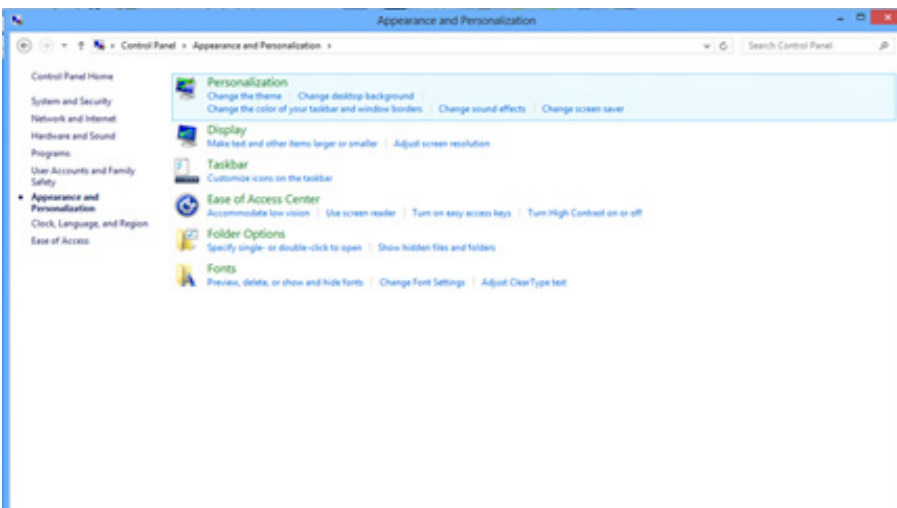 Appearance and Personalization
Control Panel Appearance and Personalization
Search Control Panel
Control Panel Home
System and Security
Network and Internet
Hardware and Sound
Programs
User Accounts and Family
Safety
Appearance and
Personalization
Clock, Language, and Region
Ease of Access
Personalization
Change the theme Change desktop background
Change the color of your taskbar and window borders Change sound effects Change screen saver
Display
Make text and other items larger or smaller Adjust screen resolution
Taskbar
Customize icons on the taskbar
Ease of Access Center
Accommodate low vision Use screen reader Turn on easy access keys Turn High Contrast on or off
Folder Options
Specify single- or double-click to open Show hidden files and folders
Fonts
Preview, delete, or show and hide fonts Change Font Settings Adjust ClearType text